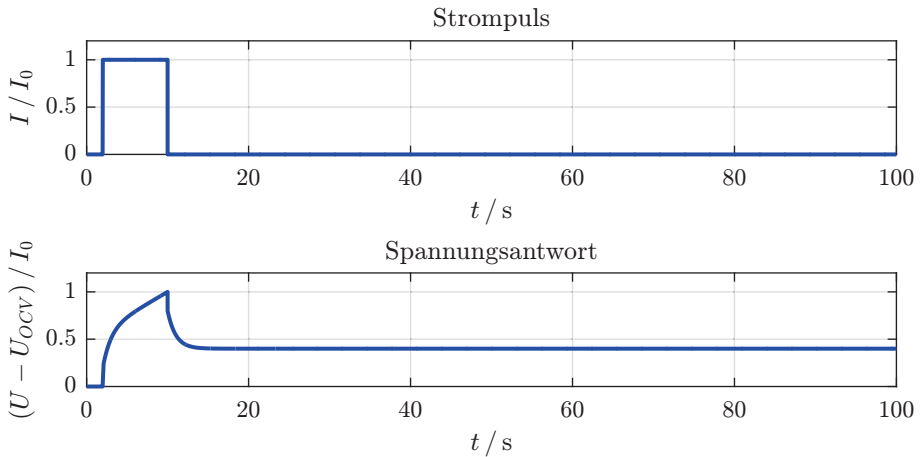 Strompuls
I / I0
1
0.5
0
0 20 40 60 80 100
t / s
Spannungsantwort
(U − UOCV) / I0
1
0.5
0
0 20 40 60 80 100
t / s